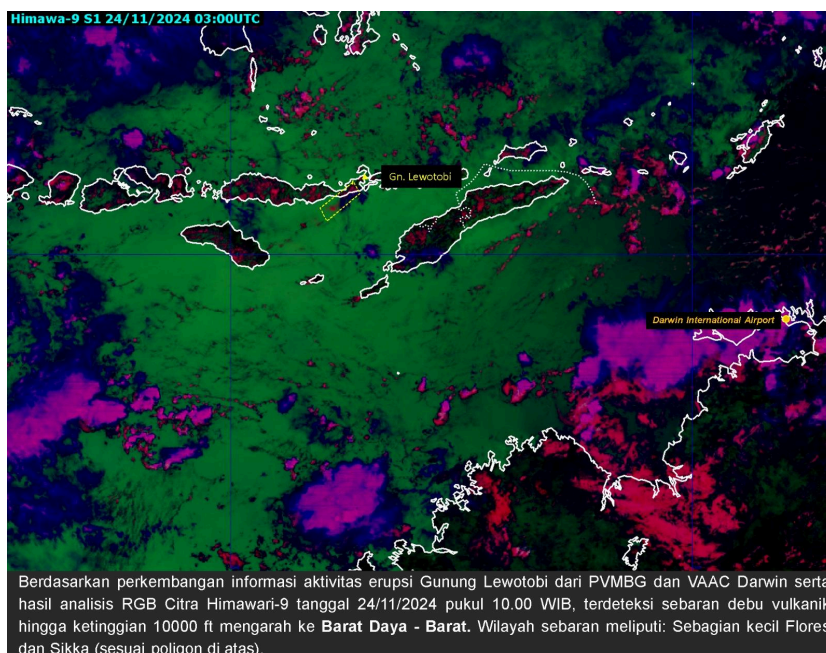 Himawa-9 S1 24/11/2024 03:00UTC
Gn. Lewotobi
Darwin International Airport
Berdasarkan perkembangan informasi aktivitas erupsi Gunung Lewotobi dari PVMBG dan VAAC Darwin serta
hasil analisis RGB Citra Himawari-9 tanggal 24/11/2024 pukul 10.00 WIB, terdeteksi sebaran debu vulkanik
hingga ketinggian 10000 ft mengarah ke Barat Daya - Barat. Wilayah sebaran meliputi: Sebagian kecil Flores
dan Sikka (sesuai poligon di atas).